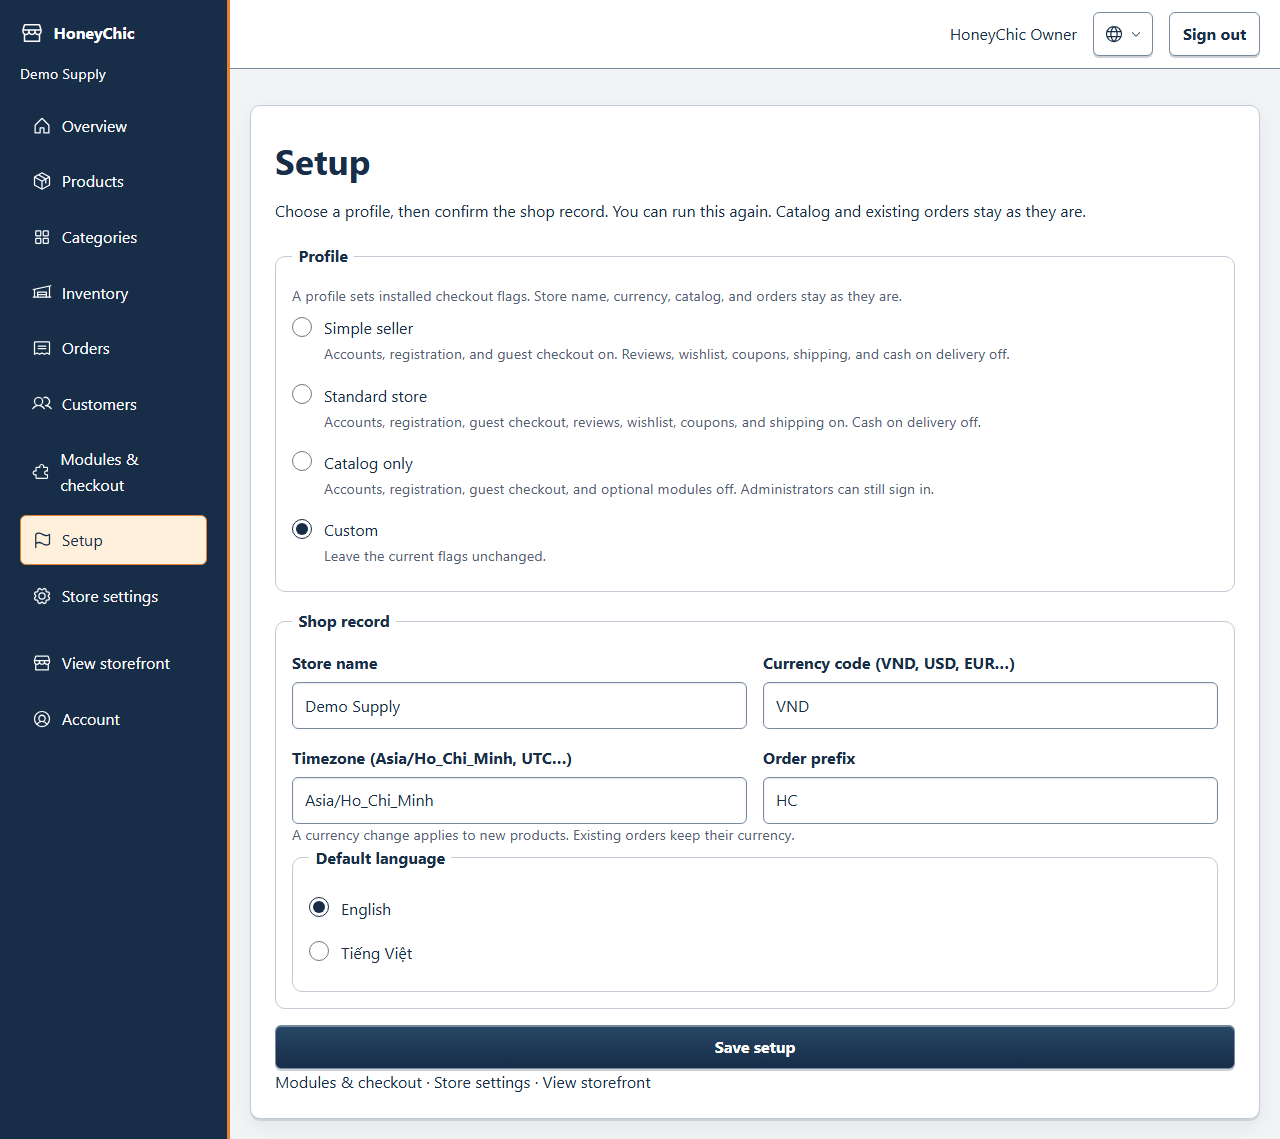 HoneyChic
Demo Supply
Overview
Products
Categories
Inventory
Orders
Customers
Modules &
checkout
Setup
Store settings
View storefront
Account
HoneyChic Owner
Sign out
Setup
Choose a profile, then confirm the shop record. You can run this again. Catalog and existing orders stay as they are.
Profile
A profile sets installed checkout flags. Store name, currency, catalog, and orders stay as they are.
Simple seller
Accounts, registration, and guest checkout on. Reviews, wishlist, coupons, shipping, and cash on delivery off.
Standard store
Accounts, registration, guest checkout, reviews, wishlist, coupons, and shipping on. Cash on delivery off.
Catalog only
Accounts, registration, guest checkout, and optional modules off. Administrators can still sign in.
Custom
Leave the current flags unchanged.
Shop record
Store name
Currency code (VND, USD, EUR...)
Demo Supply
VND
Timezone (Asia/Ho_Chi_Minh, UTC...)
Order prefix
Asia/Ho_Chi_Minh
HC
A currency change applies to new products. Existing orders keep their currency.
Default language
English
Tiếng Việt
Save setup
Modules & checkout · Store settings · View storefront